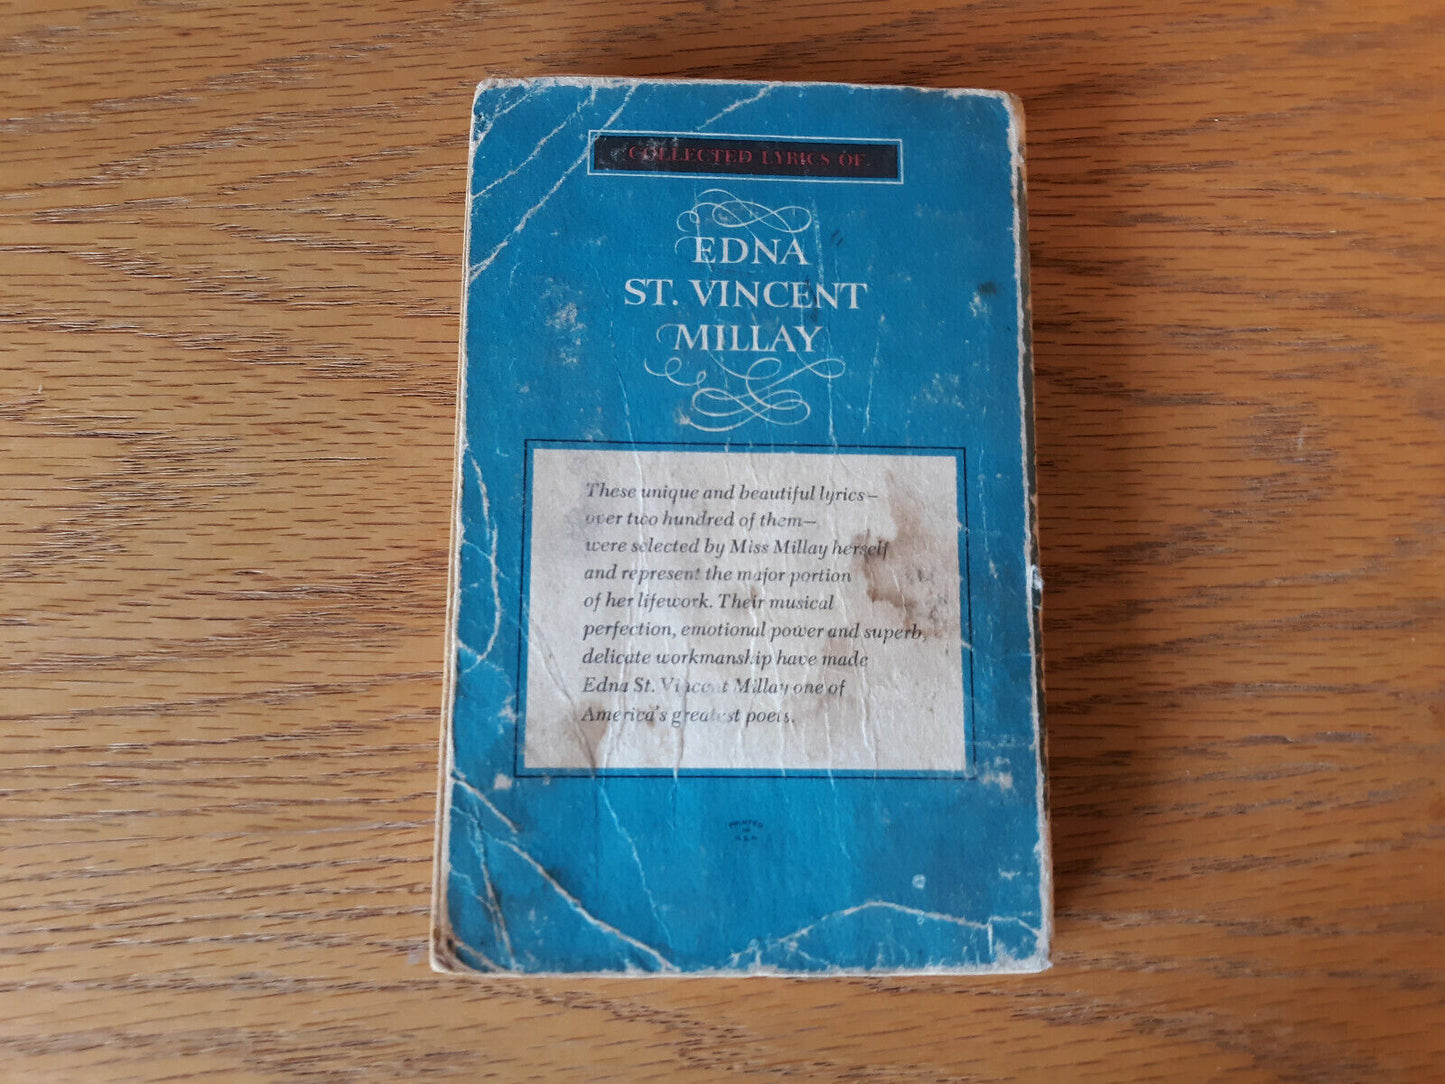 COLLECTED LYRICS OF
EDNA
ST. VINCENT
MILLAY
These unique and beautiful lyrics—
over two hundred of them—
were selected by Miss Millay herself
and represent the major portion
of her lifework. Their musical
perfection, emotional power and superb,
delicate workmanship have made
Edna St. Vincent Millay one of
America's greatest poets.
PRINTED
IN
U.S.A.